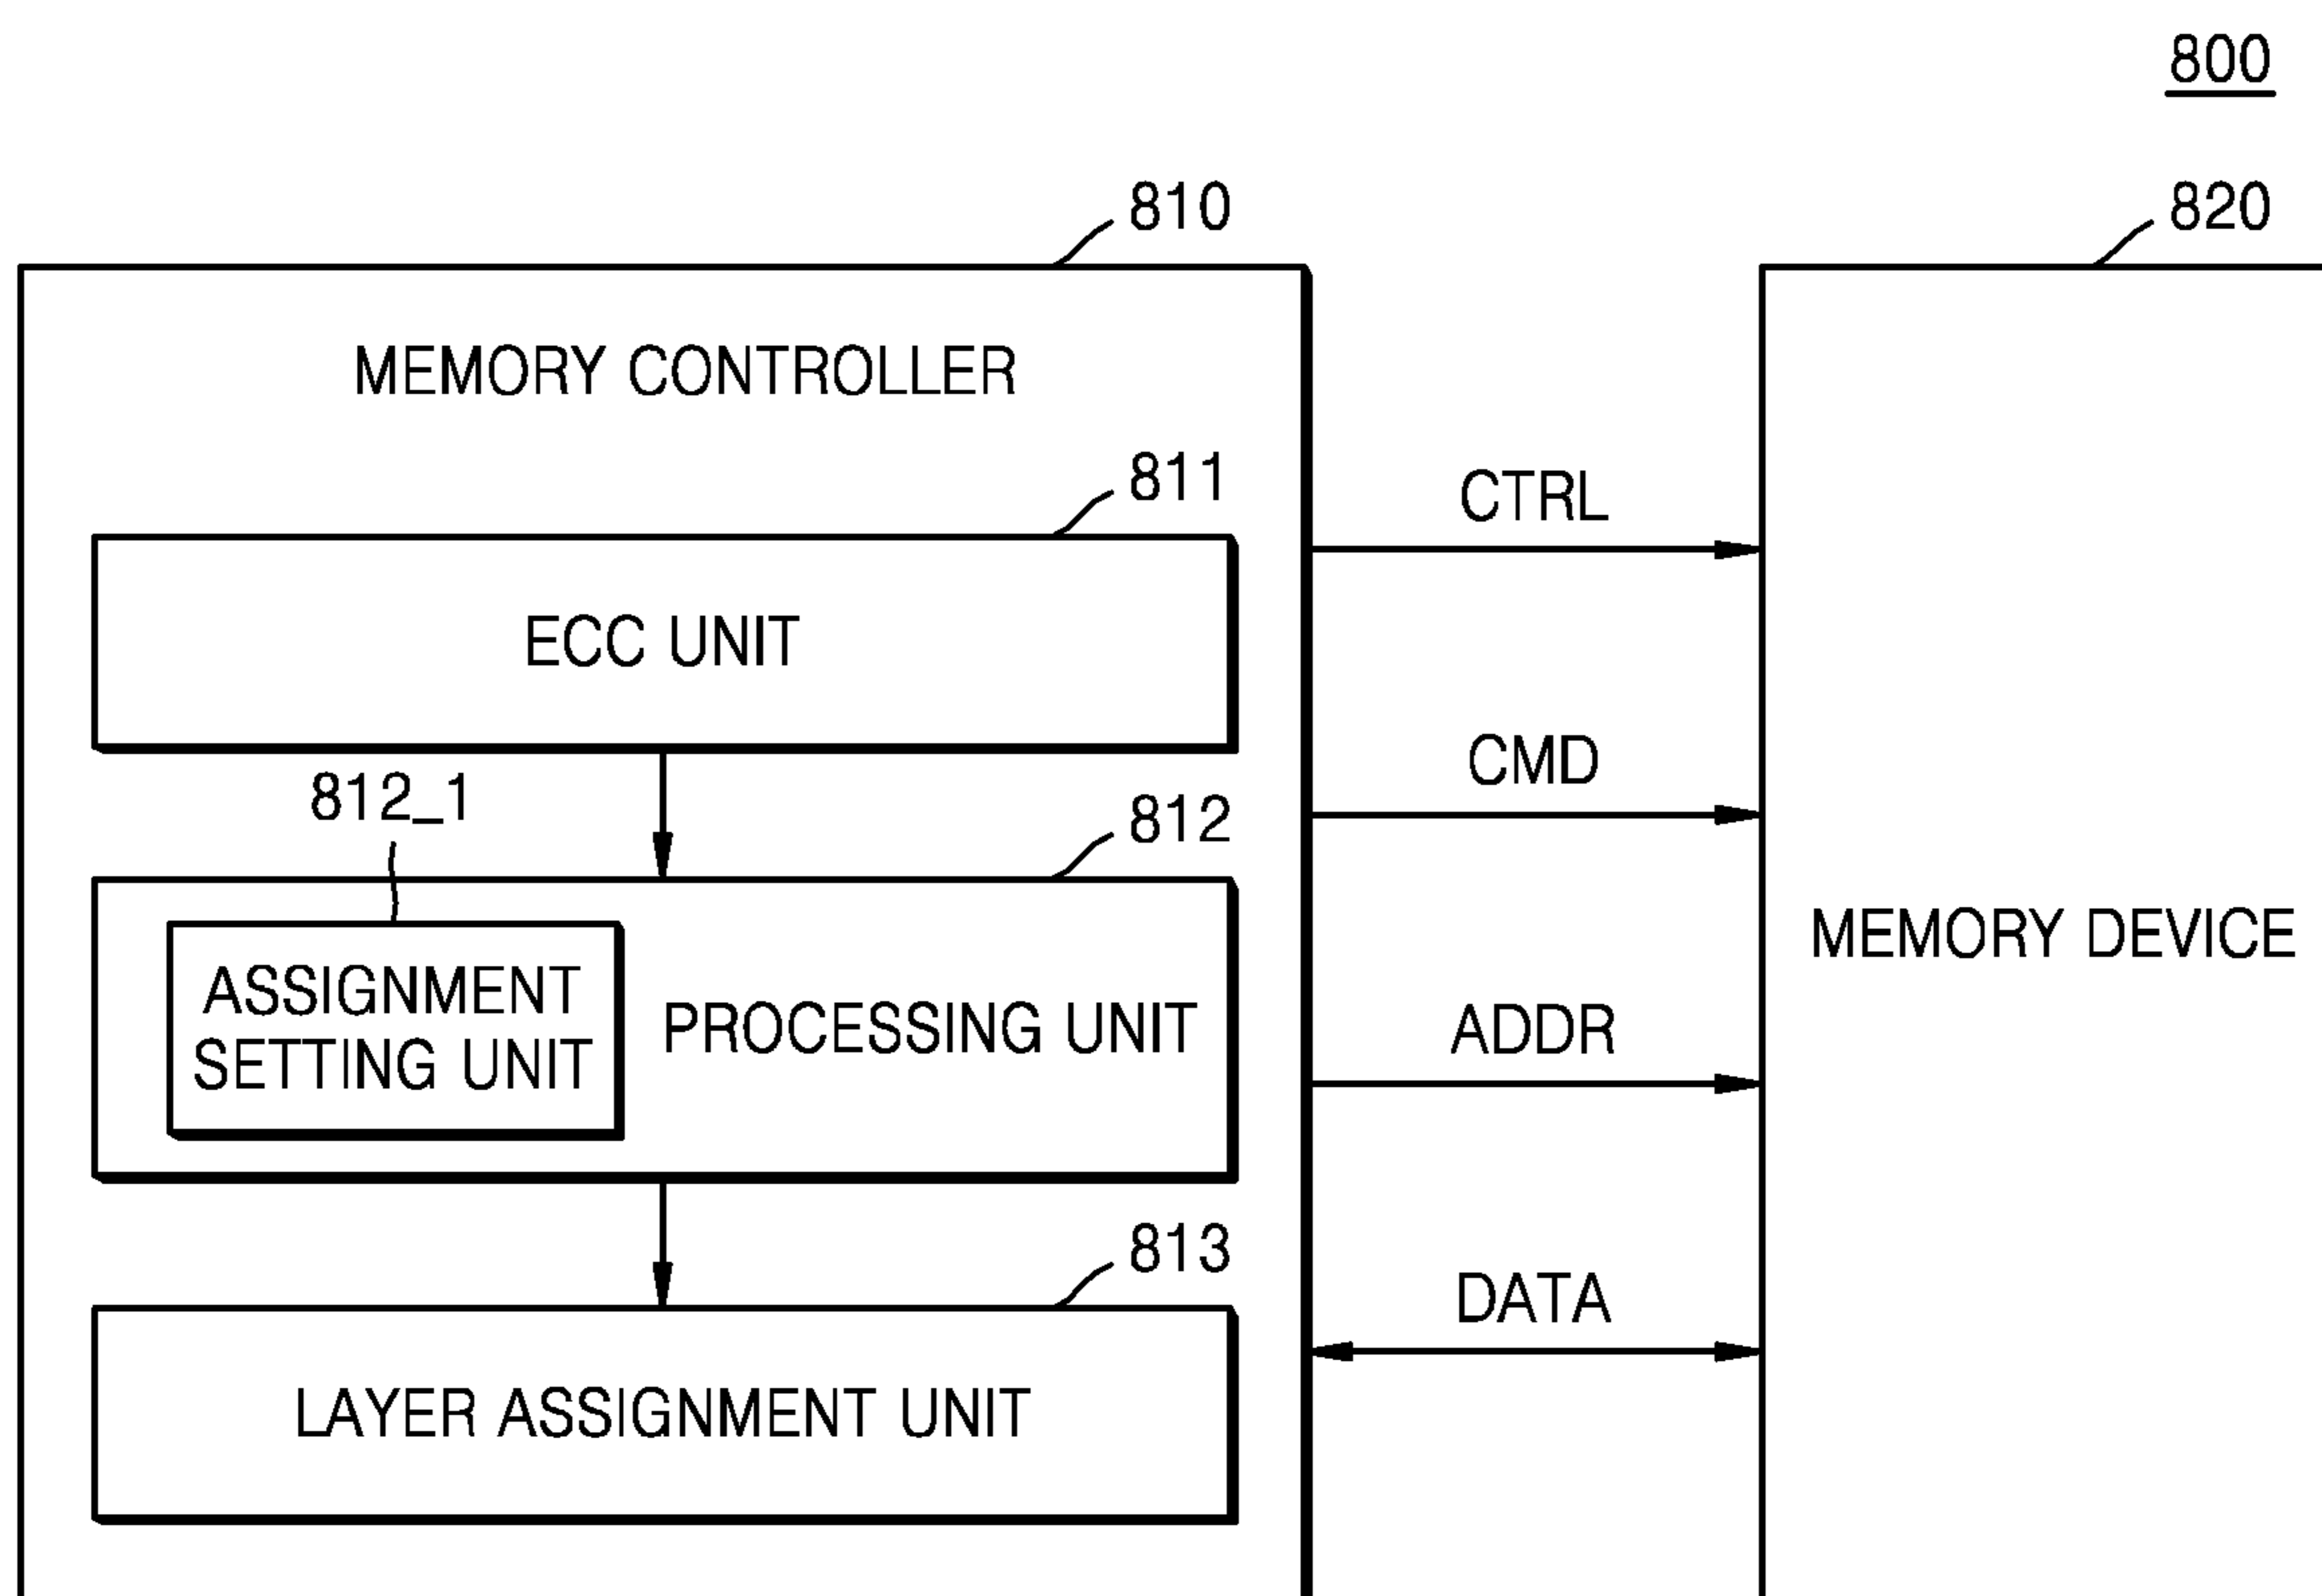 800
810
820
MEMORY CONTROLLER
811
CTRL
ECC UNIT
CMD
812_1
812
MEMORY DEVICE
ASSIGNMENT
SETTING UNIT
PROCESSING UNIT
ADDR
813
DATA
LAYER ASSIGNMENT UNIT